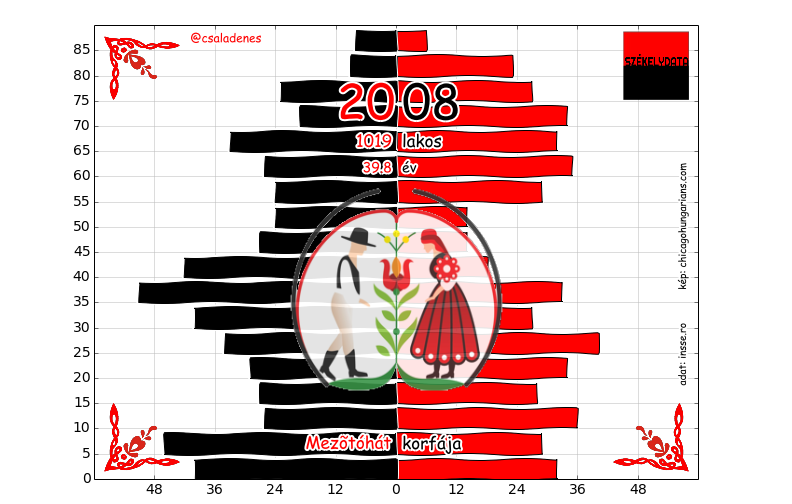 @csaladenes
SZÉKELYDATA
2008
1019 lakos
39.8 év
kép: chicagohungarians.com
adat: insse.ro
Mezőtóhát korfája
85
80
75
70
65
60
55
50
45
40
35
30
25
20
15
10
5
0
48 36 24 12 0 12 24 36 48